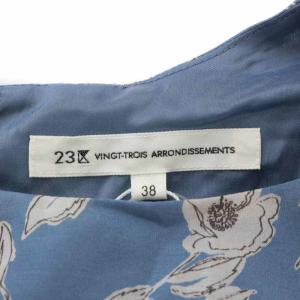 23区 VINGT-TROIS ARRONDISSEMENTS
38